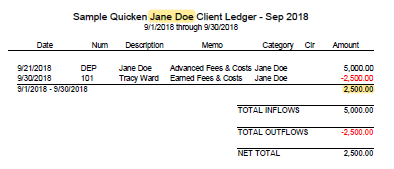 Sample Quicken Jane Doe Client Ledger - Sep 2018
9/1/2018 through 9/30/2018
Date Num Description Memo Category Clr Amount
9/21/2018 DEP Jane Doe Advanced Fees & Costs Jane Doe 5,000.00
9/30/2018 101 Tracy Ward Earned Fees & Costs Jane Doe -2,500.00
9/1/2018 - 9/30/2018 2,500.00
TOTAL INFLOWS 5,000.00
TOTAL OUTFLOWS -2,500.00
NET TOTAL 2,500.00